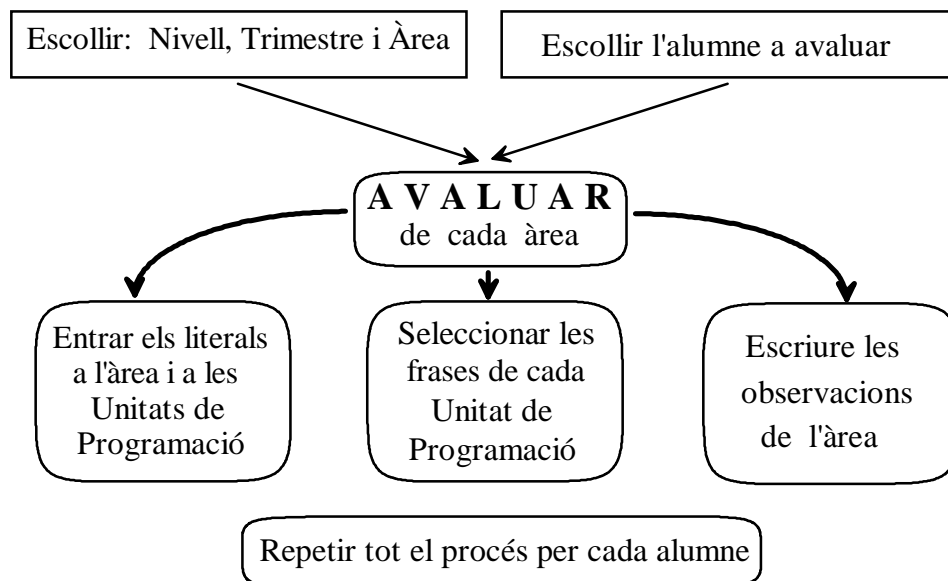 Escollir: Nivell, Trimestre i Àrea
Escollir l'alumne a avaluar
A V A L U A R
de cada àrea
Entrar els literals
a l'àrea i a les
Unitats de
Programació
Seleccionar les
frases de cada
Unitat de
Programació
Escriure les
observacions
de l'àrea
Repetir tot el procés per cada alumne